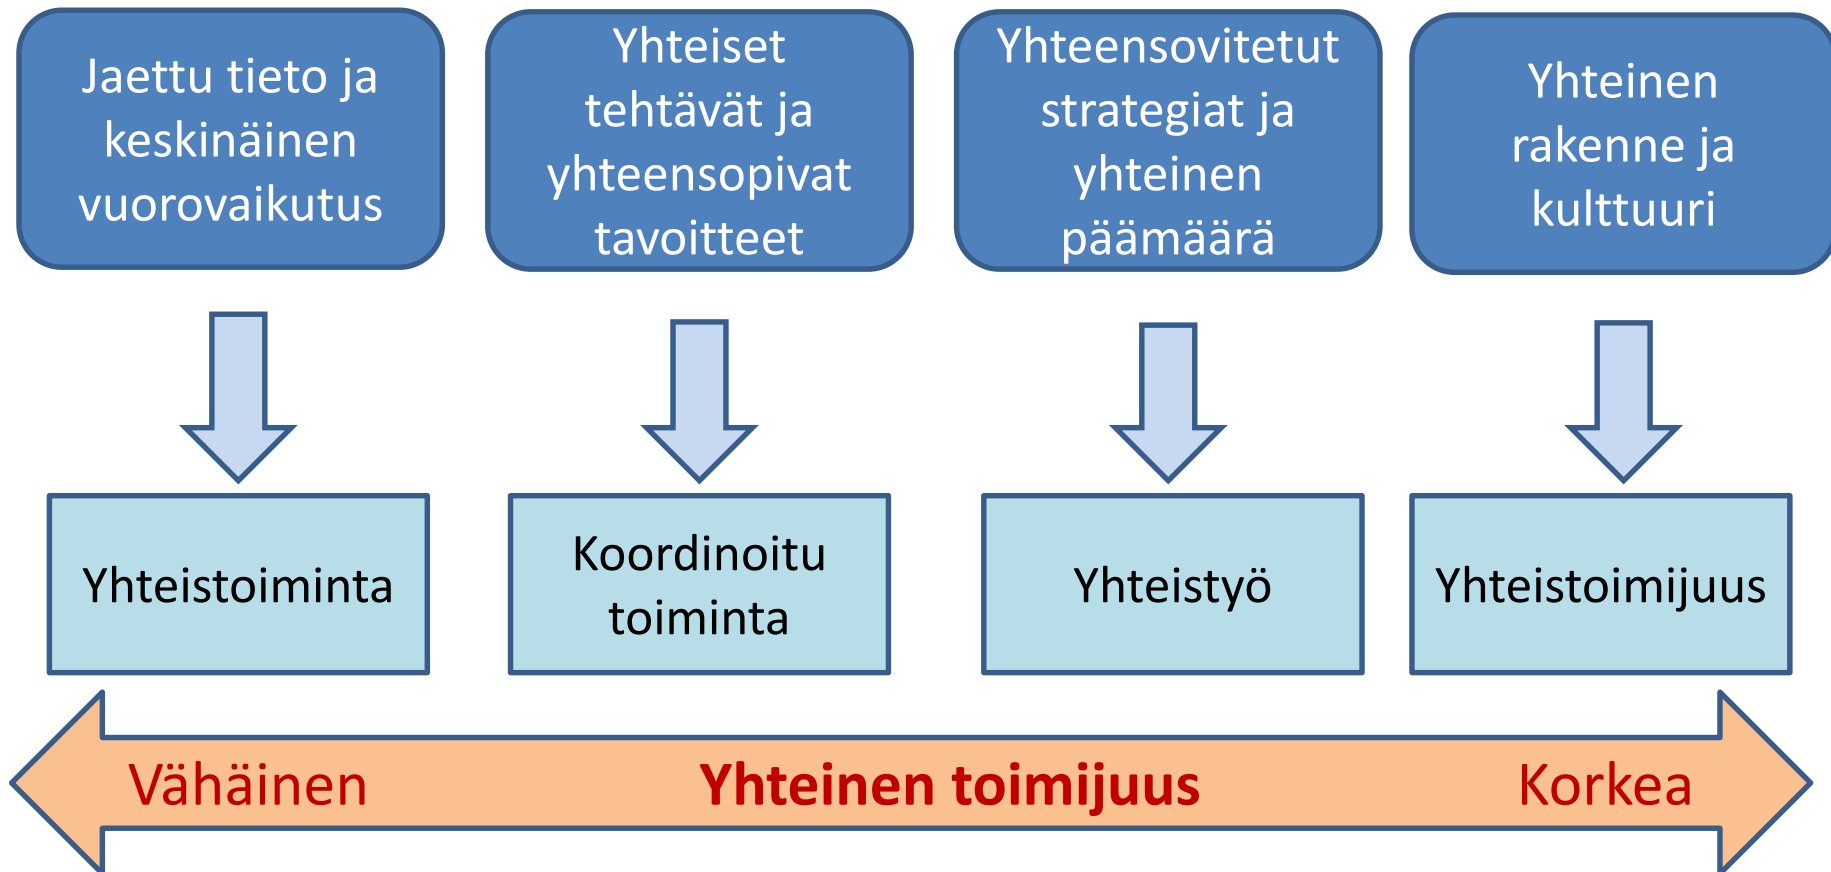 Jaettu tieto ja
keskinäinen
vuorovaikutus
Yhteiset
tehtävät ja
yhteensopivat
tavoitteet
Yhteensovitetut
strategiat ja
yhteinen
päämäärä
Yhteinen
rakenne ja
kulttuuri
Yhteistoiminta
Koordinoitu
toiminta
Yhteistyö
Yhteistoimijuus
Vähäinen
Yhteinen toimijuus
Korkea